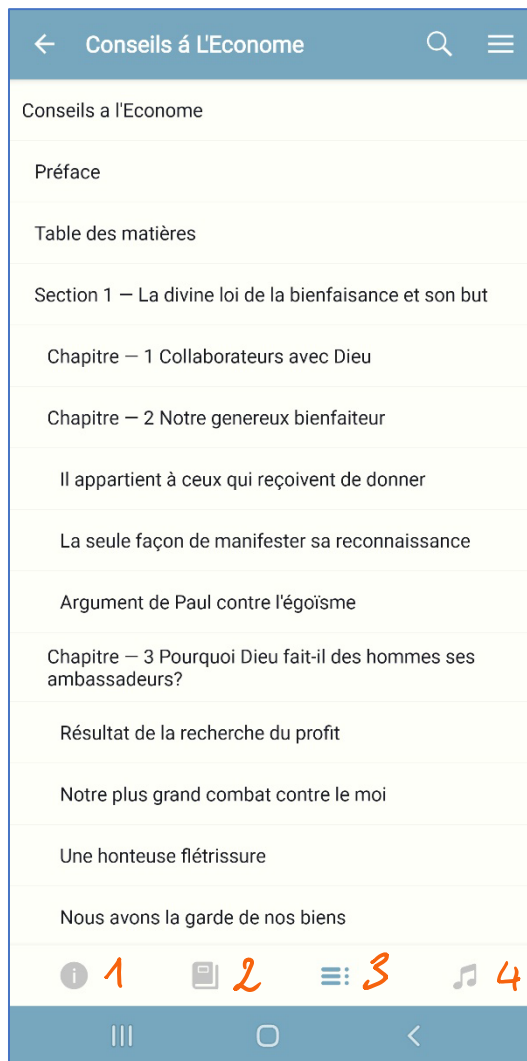 Conseils á L'Econome
Conseils a l'Econome
Préface
Table des matières
Section 1 — La divine loi de la bienfaisance et son but
Chapitre — 1 Collaborateurs avec Dieu
Chapitre — 2 Notre genereux bienfaiteur
Il appartient à ceux qui reçoivent de donner
La seule façon de manifester sa reconnaissance
Argument de Paul contre l'égoïsme
Chapitre — 3 Pourquoi Dieu fait-il des hommes ses
ambassadeurs?
Résultat de la recherche du profit
Notre plus grand combat contre le moi
Une honteuse flétrissure
Nous avons la garde de nos biens
1 2 3 4